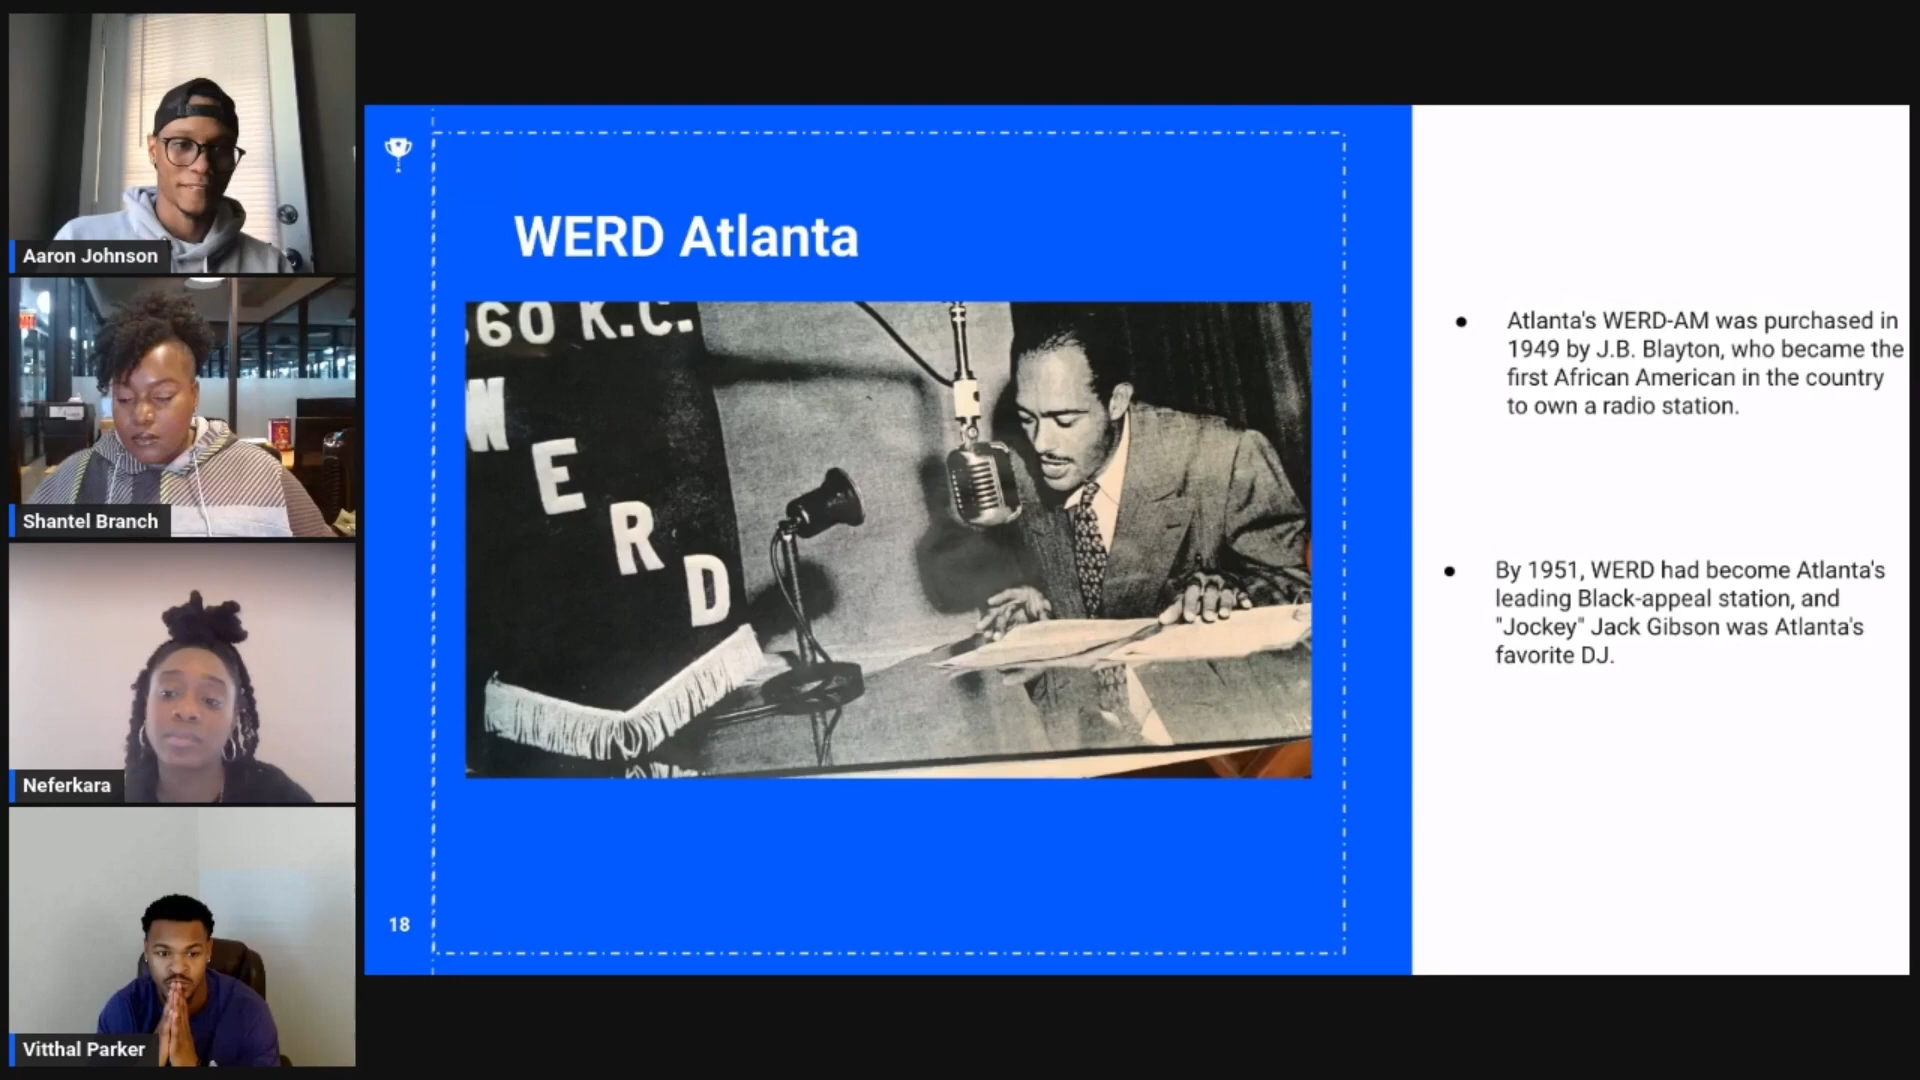 Aaron Johnson
Shantel Branch
Neferkara
Vitthal Parker
WERD Atlanta
60 K.C.
W
E
R
D
18
Atlanta's WERD-AM was purchased in
1949 by J.B. Blayton, who became the
first African American in the country
to own a radio station.
By 1951, WERD had become Atlanta's
leading Black-appeal station, and
"Jockey" Jack Gibson was Atlanta's
favorite DJ.